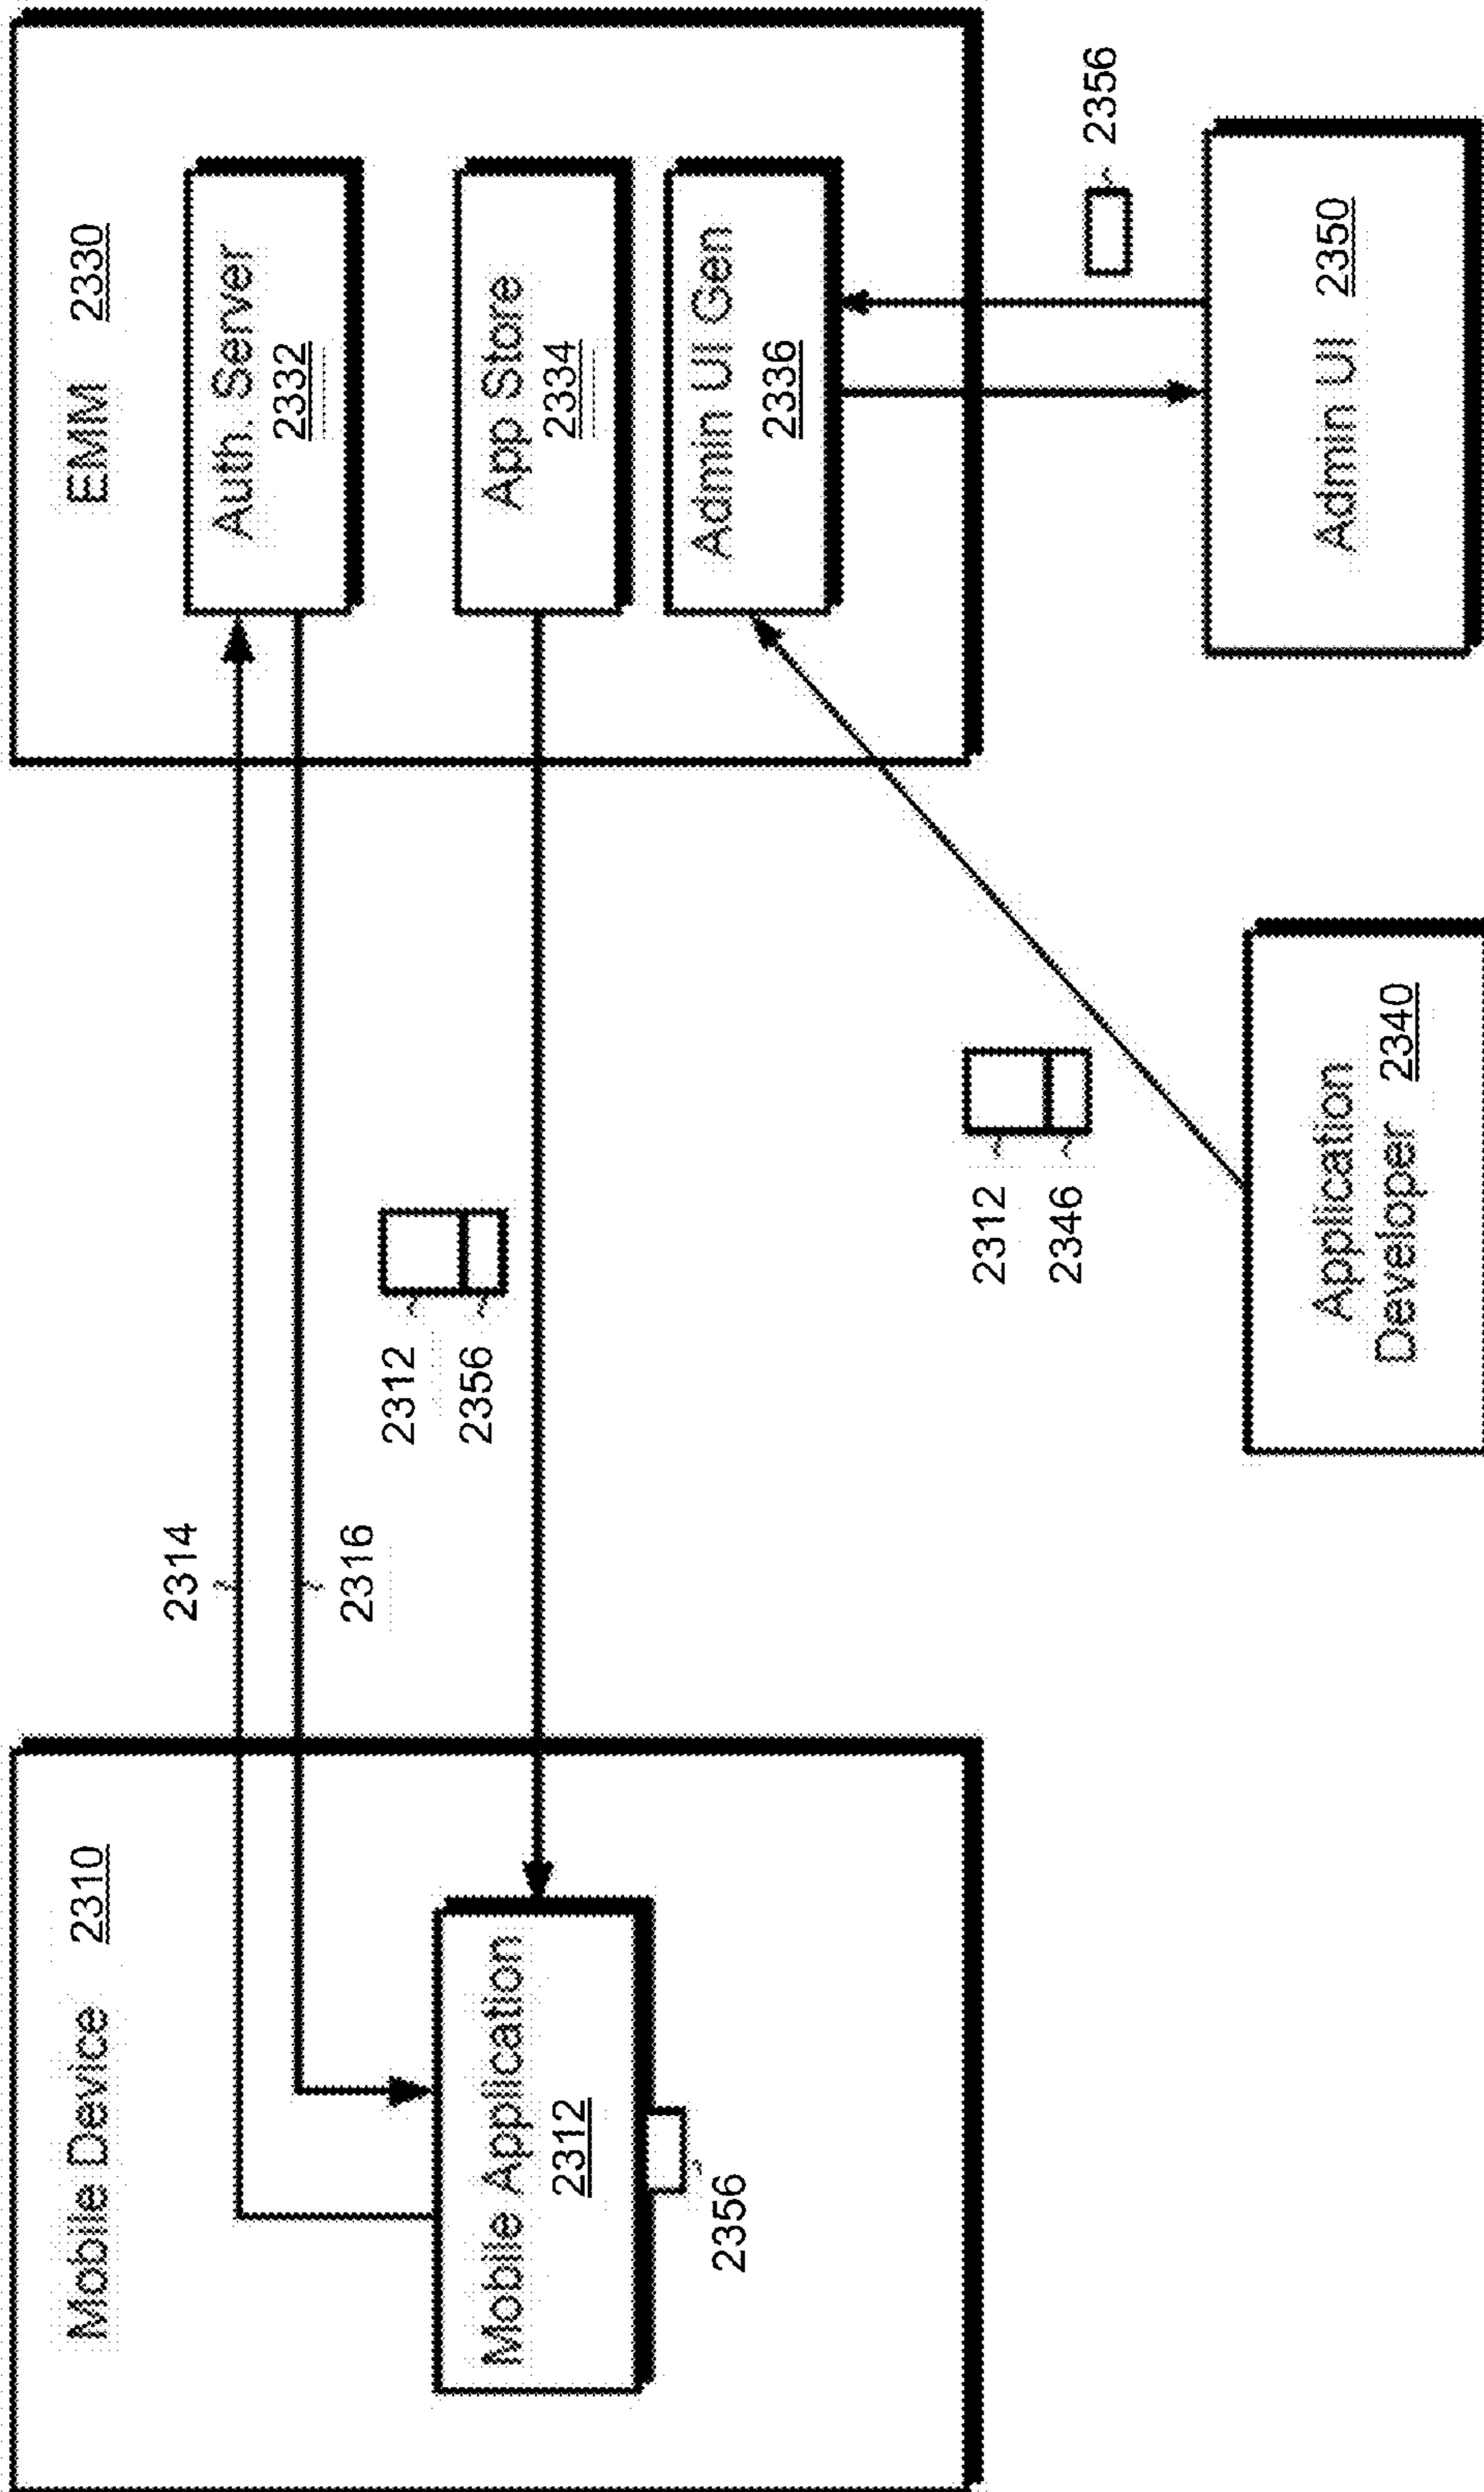 Mobile Device 2310
Mobile Application
2312
2356
2314
2316
2312
2356
EMM 2330
Auth. Server
2332
App Store
2334
Admin UI Gen
2336
2312
2346
2356
Application
Developer 2340
Admin UI 2350